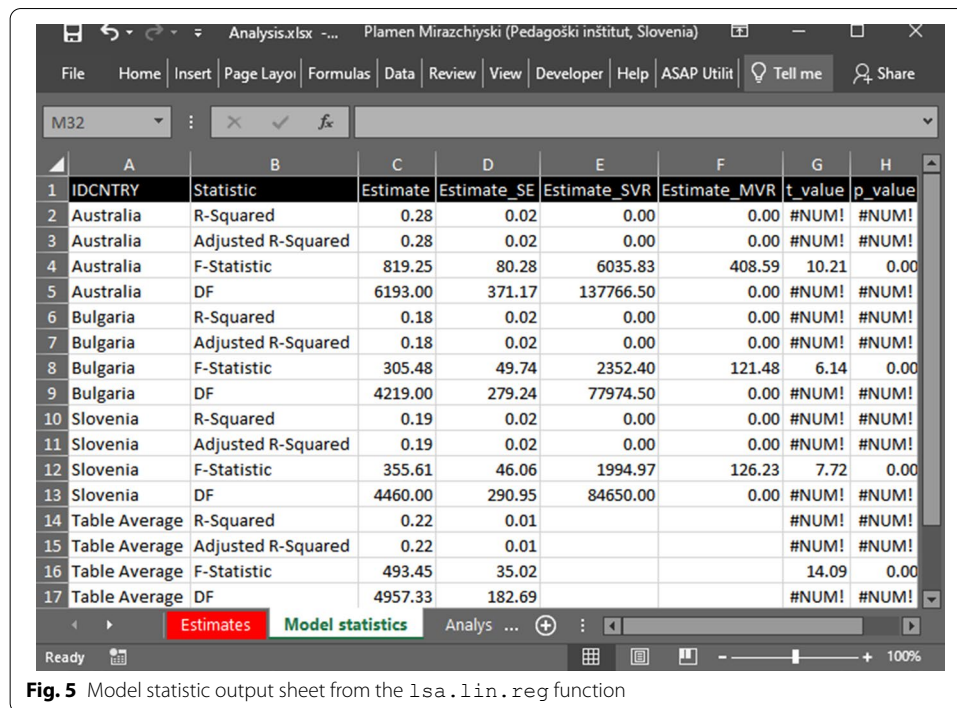 Analysis.xlsx -... Plamen Mirazchiyski (Pedagoški inštitut, Slovenia)
File Home Insert Page Layou Formulas Data Review View Developer Help ASAP Utilit Tell me Share
M32 fx
A B C D E F G H
1 IDCNTRY Statistic Estimate Estimate_SE Estimate_SVR Estimate_MVR t_value p_value
2 Australia R-Squared 0.28 0.02 0.00 0.00 #NUM! #NUM!
3 Australia Adjusted R-Squared 0.28 0.02 0.00 0.00 #NUM! #NUM!
4 Australia F-Statistic 819.25 80.28 6035.83 408.59 10.21 0.00
5 Australia DF 6193.00 371.17 137766.50 0.00 #NUM! #NUM!
6 Bulgaria R-Squared 0.18 0.02 0.00 0.00 #NUM! #NUM!
7 Bulgaria Adjusted R-Squared 0.18 0.02 0.00 0.00 #NUM! #NUM!
8 Bulgaria F-Statistic 305.48 49.74 2352.40 121.48 6.14 0.00
9 Bulgaria DF 4219.00 279.24 77974.50 0.00 #NUM! #NUM!
10 Slovenia R-Squared 0.19 0.02 0.00 0.00 #NUM! #NUM!
11 Slovenia Adjusted R-Squared 0.19 0.02 0.00 0.00 #NUM! #NUM!
12 Slovenia F-Statistic 355.61 46.06 1994.97 126.23 7.72 0.00
13 Slovenia DF 4460.00 290.95 84650.00 0.00 #NUM! #NUM!
14 Table Average R-Squared 0.22 0.01 #NUM! #NUM!
15 Table Average Adjusted R-Squared 0.22 0.01 #NUM! #NUM!
16 Table Average F-Statistic 493.45 35.02 14.09 0.00
17 Table Average DF 4957.33 182.69 #NUM! #NUM!
Estimates Model statistics Analys ...
Ready 100%
Fig. 5 Model statistic output sheet from the lsa.lin.reg function